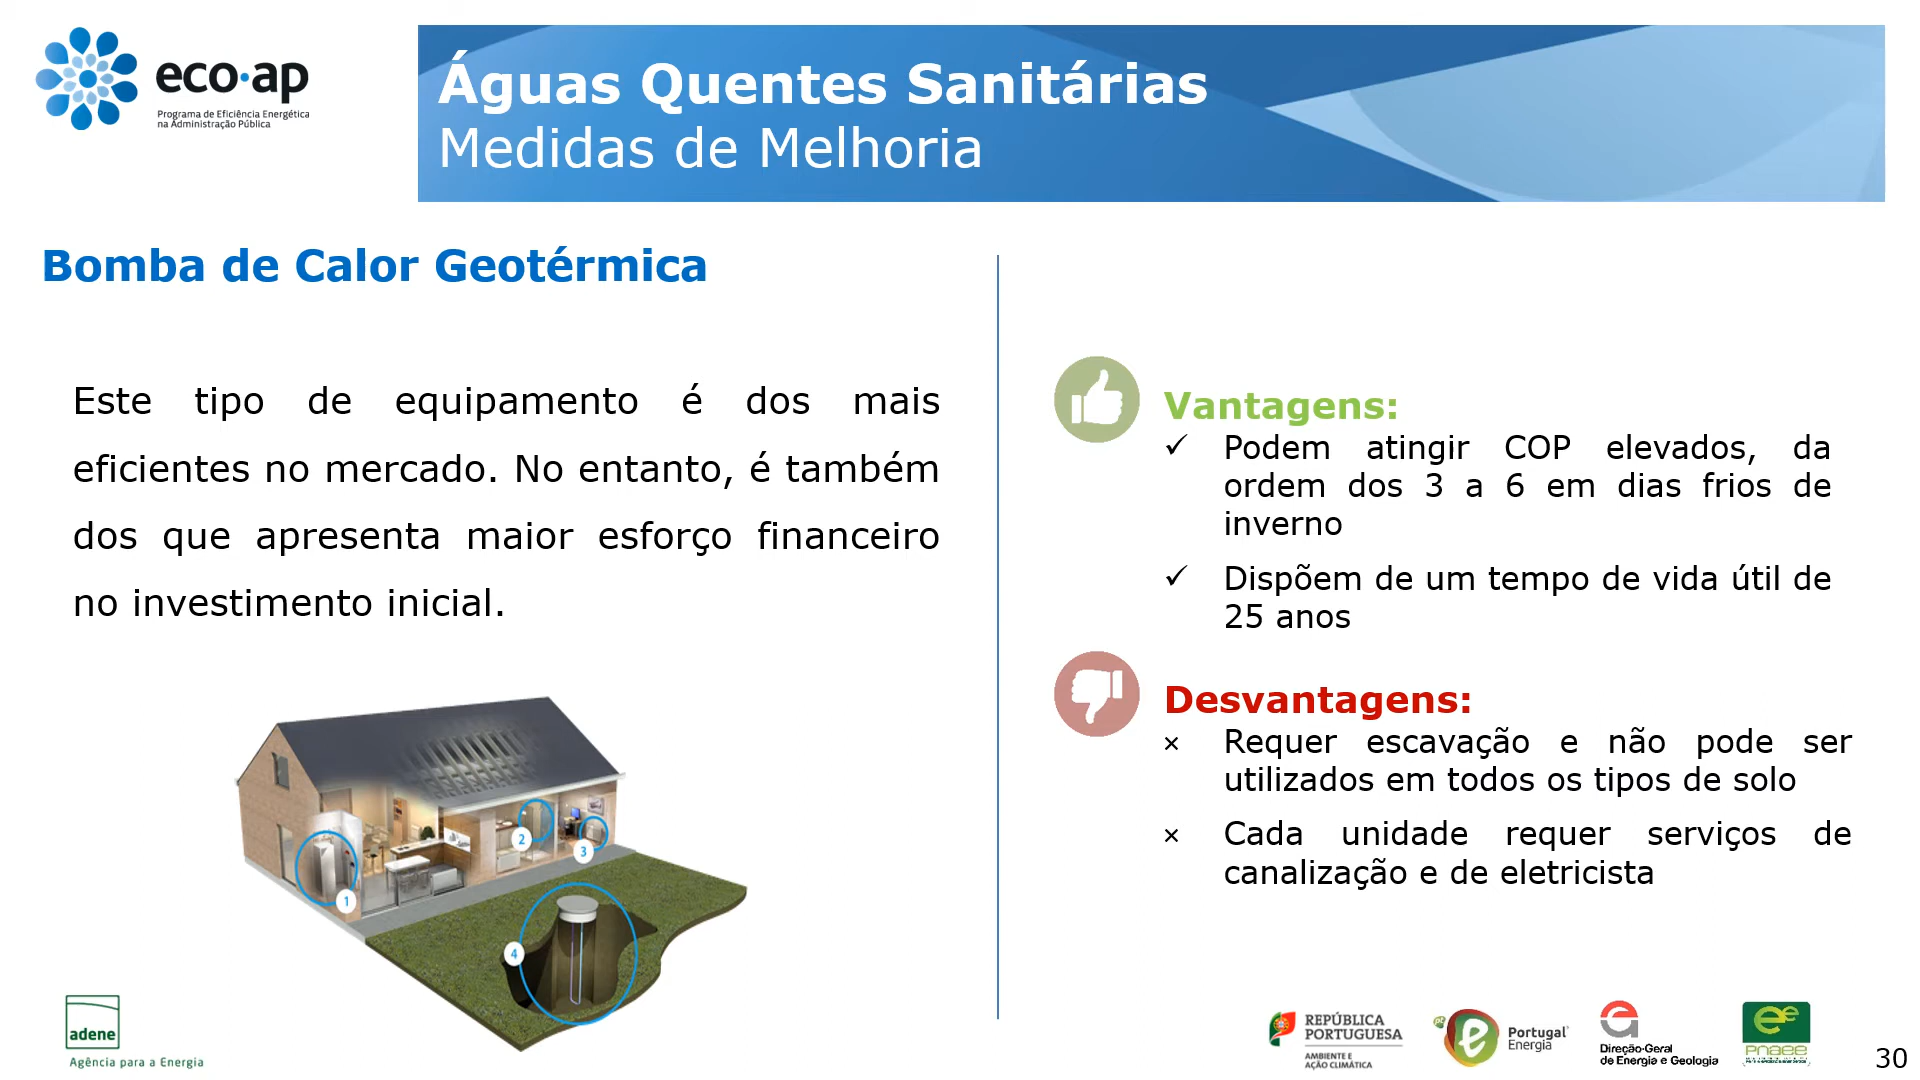 eco·ap
Programa de Eficiência Energética
na Administração Pública
Águas Quentes Sanitárias
Medidas de Melhoria
Bomba de Calor Geotérmica
Este tipo de equipamento é dos mais
eficientes no mercado. No entanto, é também
dos que apresenta maior esforço financeiro
no investimento inicial.
1
2
3
4
Vantagens:
✓ Podem atingir COP elevados, da
ordem dos 3 a 6 em dias frios de
inverno
✓ Dispõem de um tempo de vida útil de
25 anos
Desvantagens:
× Requer escavação e não pode ser
utilizados em todos os tipos de solo
× Cada unidade requer serviços de
canalização e de eletricista
adene
Agência para a Energia
REPÚBLICA
PORTUGUESA
AMBIENTE E
AÇÃO CLIMÁTICA
pt
Portugal
Energia
Direção-Geral
de Energia e Geologia
Pnaee
30